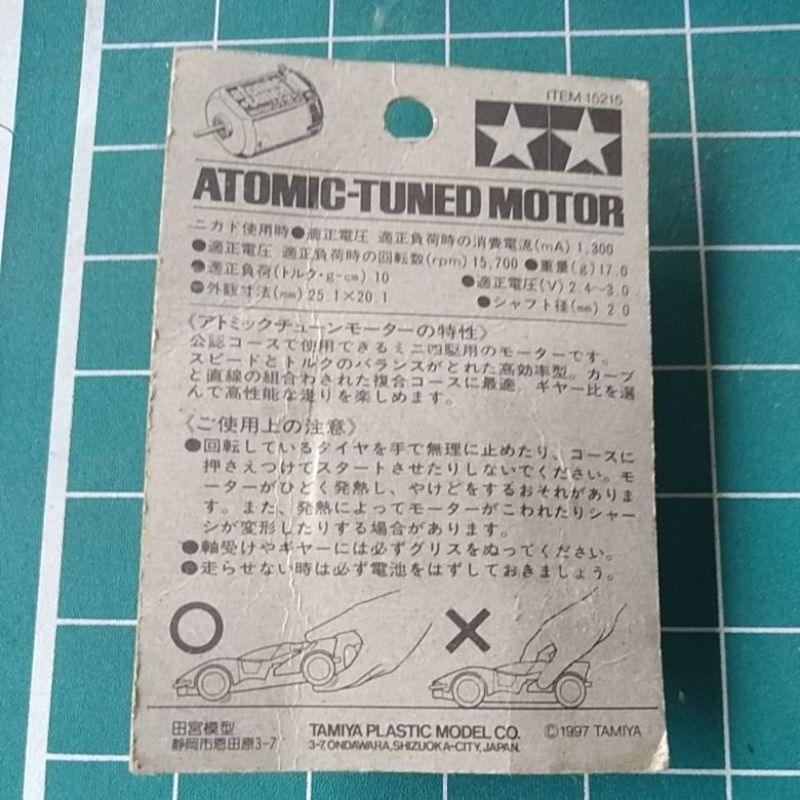 ITEM 15215
ATOMIC-TUNED MOTOR
ニカド使用時●適正電圧 適正負荷時の消費電流(mA) 1,300
●適正電圧 適正負荷時の回転数(rpm) 15,700 ●重量(g)17.0
●適正負荷(トルク・g-cm) 10 ●適正電圧(V) 2.4~3.0
●外観寸法(mm) 25.1×20.1 ●シャフト径(mm) 2.0
《アトミックチューンモーターの特性》
公認コースで使用できるミニ四駆用のモーターです。
スピードとトルクのバランスがとれた高効率型。カーブ
と直線の組合わされた複合コースに最適。ギヤー比を選
んで高性能な走りを楽しめます。
《ご使用上の注意》
●回転しているタイヤを手で無理に止めたり、コースに
押さえつけてスタートさせたりしないでください。モ
ーターがひどく発熱し、やけどをするおそれがありま
す。また、発熱によってモーターがこわれたりシャー
シが変形したりする場合があります。
●軸受けやギヤーには必ずグリスをぬってください。
●走らせない時は必ず電池をはずしておきましょう。
田宮模型 TAMIYA PLASTIC MODEL CO. ©1997 TAMIYA
静岡市恩田原3-7 3-7, ONDAWARA, SHIZUOKA-CITY, JAPAN.